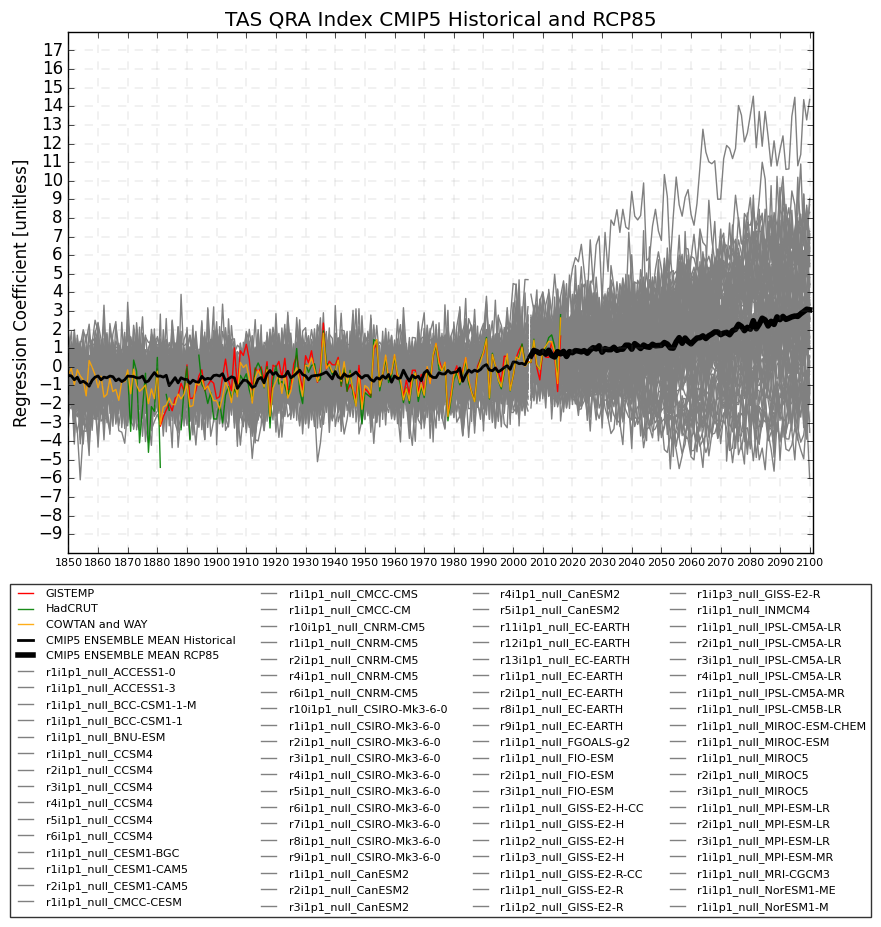 TAS QRA Index CMIP5 Historical and RCP85
Regression Coefficient [unitless]
17
16
15
14
13
12
11
10
9
8
7
6
5
4
3
2
1
0
−1
−2
−3
−4
−5
−6
−7
−8
−9
1850 1860 1870 1880 1890 1900 1910 1920 1930 1940 1950 1960 1970 1980 1990 2000 2010 2020 2030 2040 2050 2060 2070 2080 2090 2100
GISTEMP
HadCRUT
COWTAN and WAY
CMIP5 ENSEMBLE MEAN Historical
CMIP5 ENSEMBLE MEAN RCP85
r1i1p1_null_ACCESS1-0
r1i1p1_null_ACCESS1-3
r1i1p1_null_BCC-CSM1-1-M
r1i1p1_null_BCC-CSM1-1
r1i1p1_null_BNU-ESM
r1i1p1_null_CCSM4
r2i1p1_null_CCSM4
r3i1p1_null_CCSM4
r4i1p1_null_CCSM4
r5i1p1_null_CCSM4
r6i1p1_null_CCSM4
r1i1p1_null_CESM1-BGC
r1i1p1_null_CESM1-CAM5
r2i1p1_null_CESM1-CAM5
r1i1p1_null_CMCC-CESM
r1i1p1_null_CMCC-CMS
r1i1p1_null_CMCC-CM
r10i1p1_null_CNRM-CM5
r1i1p1_null_CNRM-CM5
r2i1p1_null_CNRM-CM5
r4i1p1_null_CNRM-CM5
r6i1p1_null_CNRM-CM5
r10i1p1_null_CSIRO-Mk3-6-0
r1i1p1_null_CSIRO-Mk3-6-0
r2i1p1_null_CSIRO-Mk3-6-0
r3i1p1_null_CSIRO-Mk3-6-0
r4i1p1_null_CSIRO-Mk3-6-0
r5i1p1_null_CSIRO-Mk3-6-0
r6i1p1_null_CSIRO-Mk3-6-0
r7i1p1_null_CSIRO-Mk3-6-0
r8i1p1_null_CSIRO-Mk3-6-0
r9i1p1_null_CSIRO-Mk3-6-0
r1i1p1_null_CanESM2
r2i1p1_null_CanESM2
r3i1p1_null_CanESM2
r4i1p1_null_CanESM2
r5i1p1_null_CanESM2
r11i1p1_null_EC-EARTH
r12i1p1_null_EC-EARTH
r13i1p1_null_EC-EARTH
r1i1p1_null_EC-EARTH
r2i1p1_null_EC-EARTH
r8i1p1_null_EC-EARTH
r9i1p1_null_EC-EARTH
r1i1p1_null_FGOALS-g2
r1i1p1_null_FIO-ESM
r2i1p1_null_FIO-ESM
r3i1p1_null_FIO-ESM
r1i1p1_null_GISS-E2-H-CC
r1i1p1_null_GISS-E2-H
r1i1p2_null_GISS-E2-H
r1i1p3_null_GISS-E2-H
r1i1p1_null_GISS-E2-R-CC
r1i1p1_null_GISS-E2-R
r1i1p2_null_GISS-E2-R
r1i1p3_null_GISS-E2-R
r1i1p1_null_INMCM4
r1i1p1_null_IPSL-CM5A-LR
r2i1p1_null_IPSL-CM5A-LR
r3i1p1_null_IPSL-CM5A-LR
r4i1p1_null_IPSL-CM5A-LR
r1i1p1_null_IPSL-CM5A-MR
r1i1p1_null_IPSL-CM5B-LR
r1i1p1_null_MIROC-ESM-CHEM
r1i1p1_null_MIROC-ESM
r1i1p1_null_MIROC5
r2i1p1_null_MIROC5
r3i1p1_null_MIROC5
r1i1p1_null_MPI-ESM-LR
r2i1p1_null_MPI-ESM-LR
r3i1p1_null_MPI-ESM-LR
r1i1p1_null_MPI-ESM-MR
r1i1p1_null_MRI-CGCM3
r1i1p1_null_NorESM1-ME
r1i1p1_null_NorESM1-M